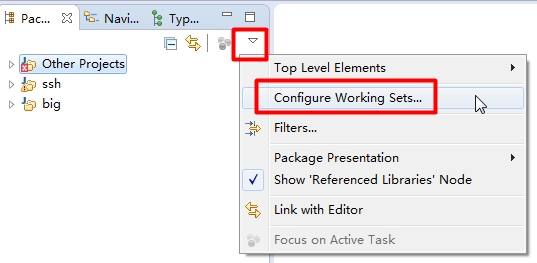 Pac... Navi... Typ...
Other Projects
ssh
big
Top Level Elements
Configure Working Sets...
Filters...
Package Presentation
Show 'Referenced Libraries' Node
Link with Editor
Focus on Active Task